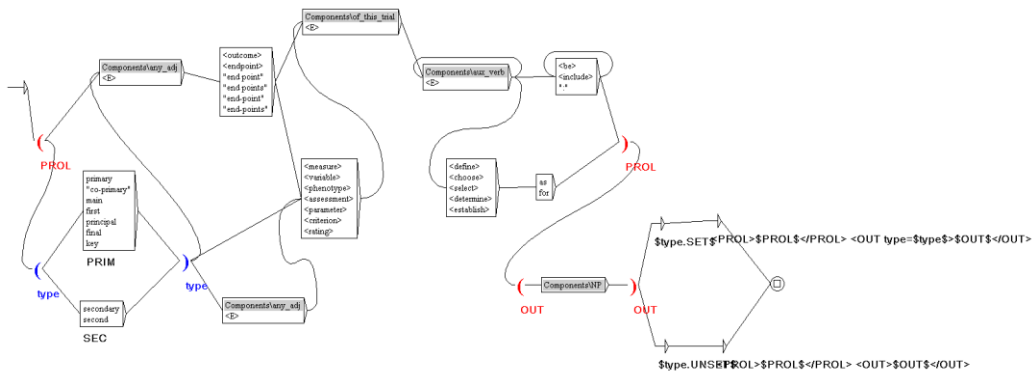 Components\of_this_trial
<E>
Components\any_adj
<E>
<outcome>
<endpoint>
"end point"
"end points"
"end-point"
"end-points"
Components\aux_verb
<E>
<be>
<include>
":"
(
PROL
)
PROL
primary
"co-primary"
main
first
principal
final
key
PRIM
<measure>
<variable>
<phenotype>
<assessment>
<parameter>
<criterion>
<rating>
<define>
<choose>
<select>
<determine>
<establish>
as
for
(
type
)
type
secondary
second
SEC
Components\any_adj
<E>
$type.SET$ <PROL>$PROL$</PROL> <OUT type=$type$>$OUT$</OUT>
(
OUT
Components\NP
)
OUT
$type.UNSET$ <PROL>$PROL$</PROL> <OUT>$OUT$</OUT>